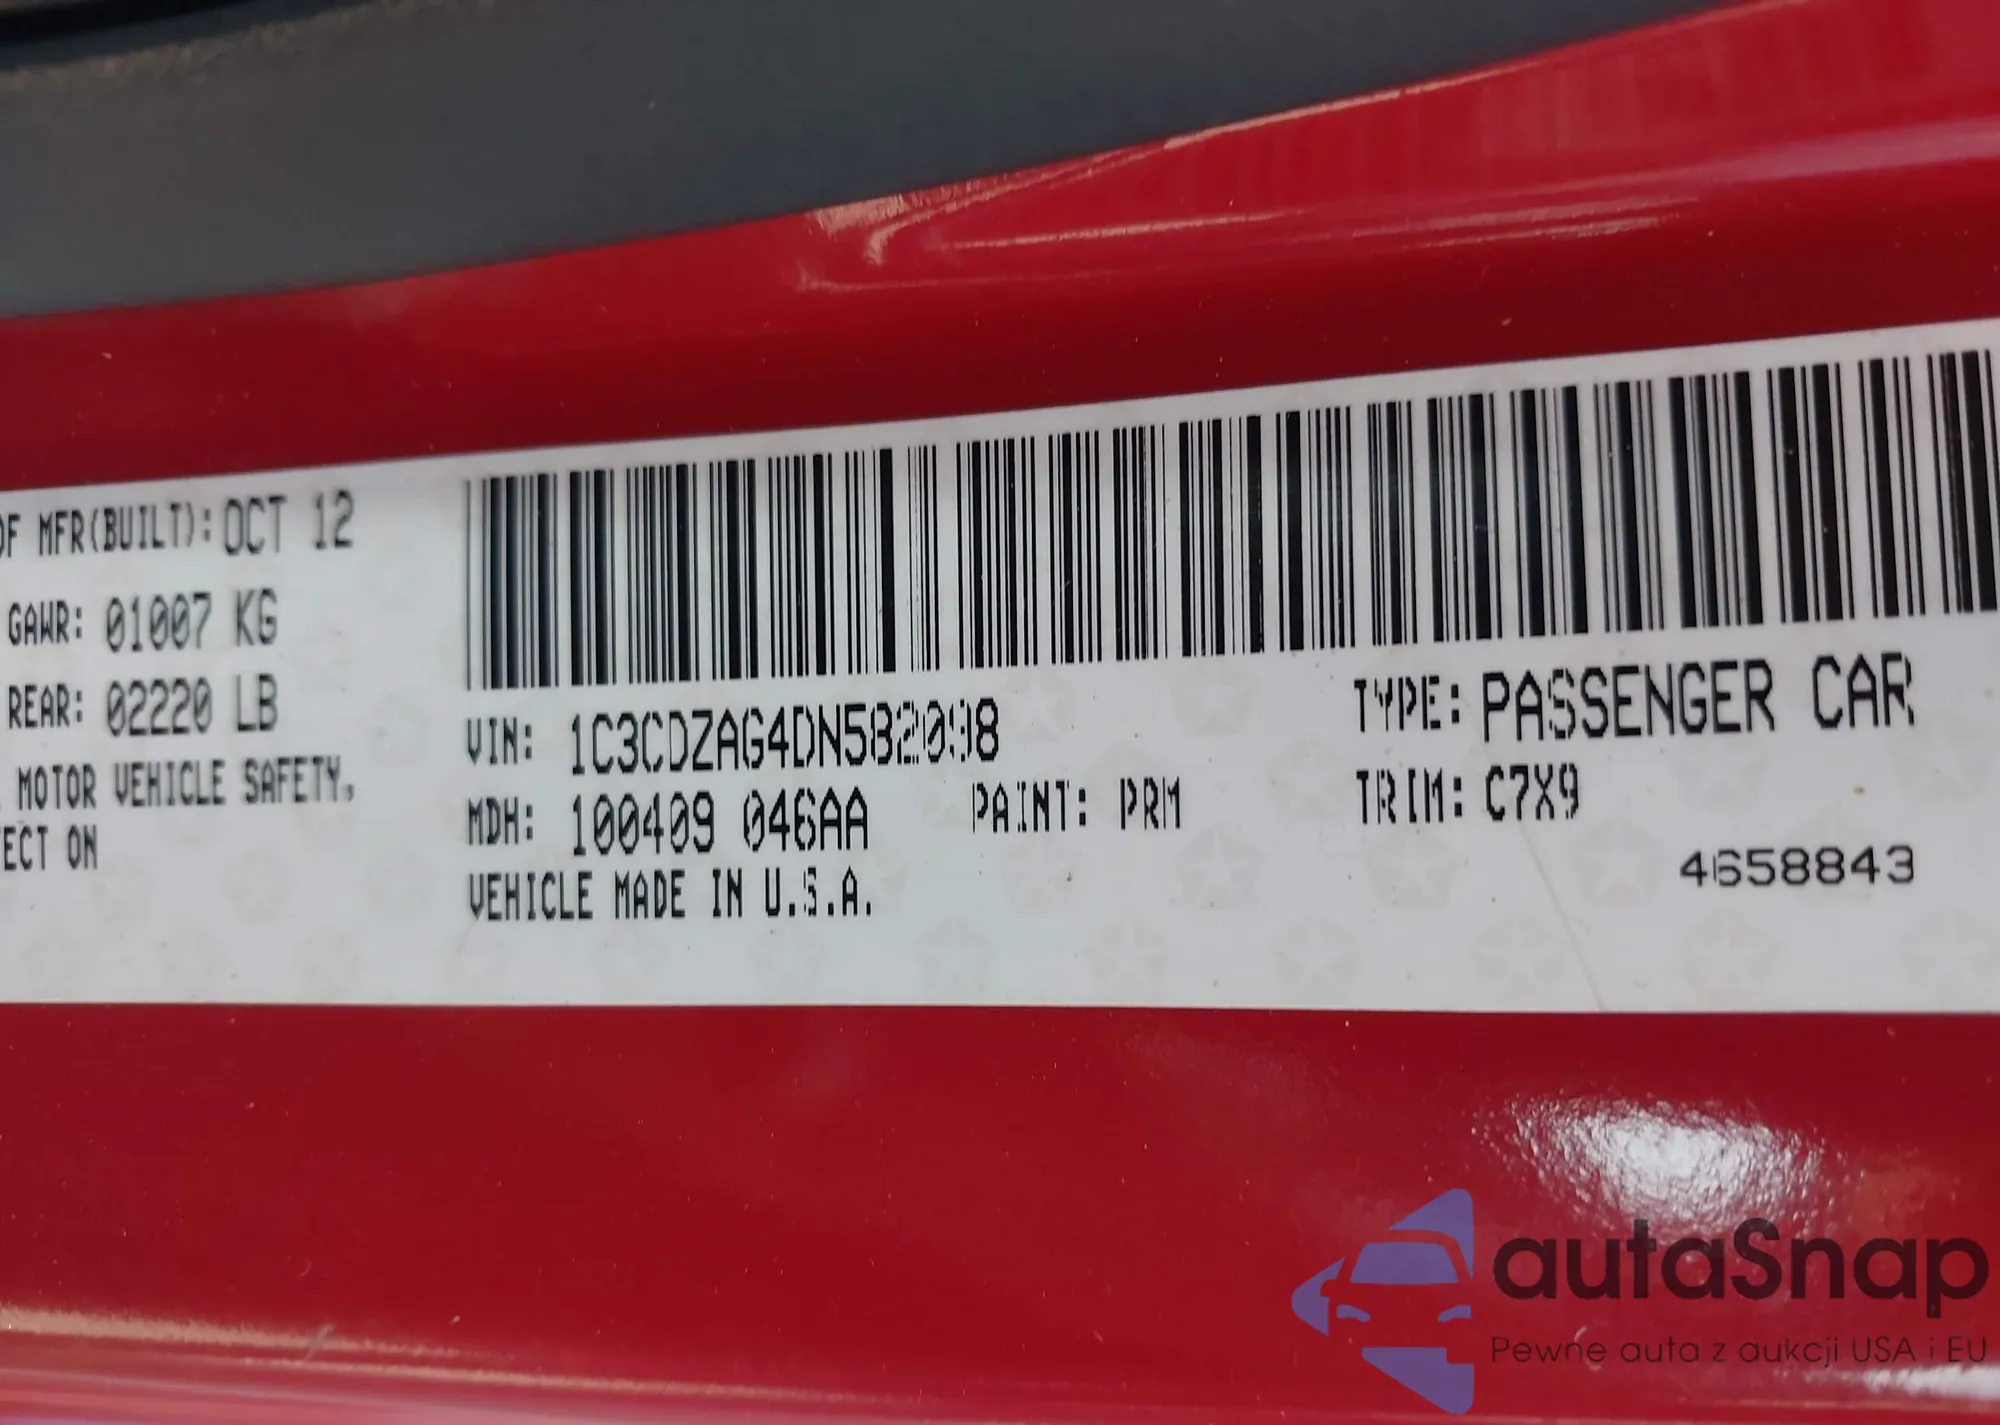 OF MFR(BUILT): OCT 12
GAWR: 01007 KG
REAR: 02220 LB
MOTOR VEHICLE SAFETY,
ECT ON
VIN: 1C3CDZAG4DN582098
TYPE: PASSENGER CAR
MDH: 100409 046AA
PAINT: PRM
TRIM: C7X9
VEHICLE MADE IN U.S.A.
4658843
autaSnap
Pewne auta z aukcji USA i EU